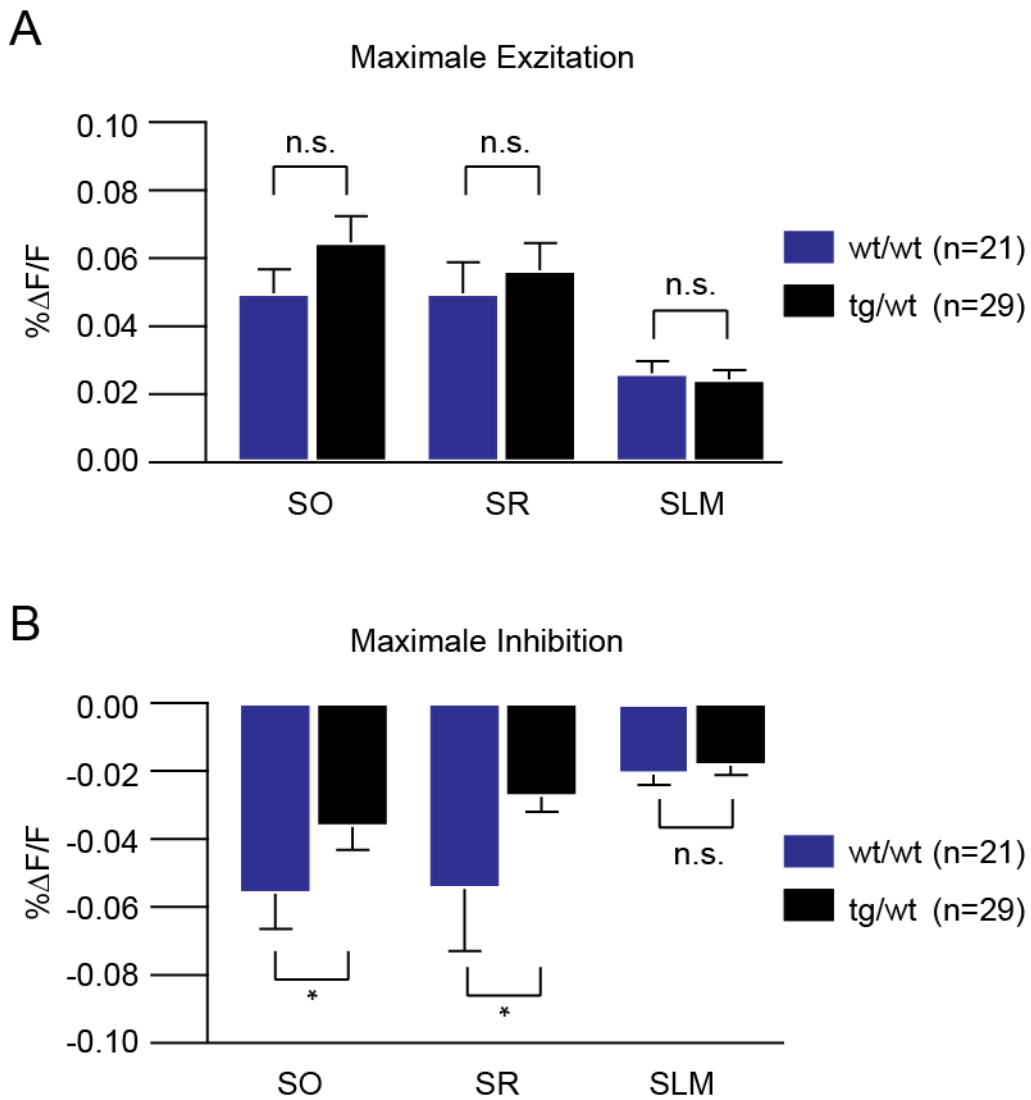 A
Maximale Exzitation
0.10
0.08
0.06
0.04
0.02
0.00
%ΔF/F
n.s.
n.s.
n.s.
wt/wt (n=21)
tg/wt (n=29)
SO SR SLM
B
Maximale Inhibition
0.00
-0.02
-0.04
-0.06
-0.08
-0.10
%ΔF/F
*
*
n.s.
wt/wt (n=21)
tg/wt (n=29)
SO SR SLM